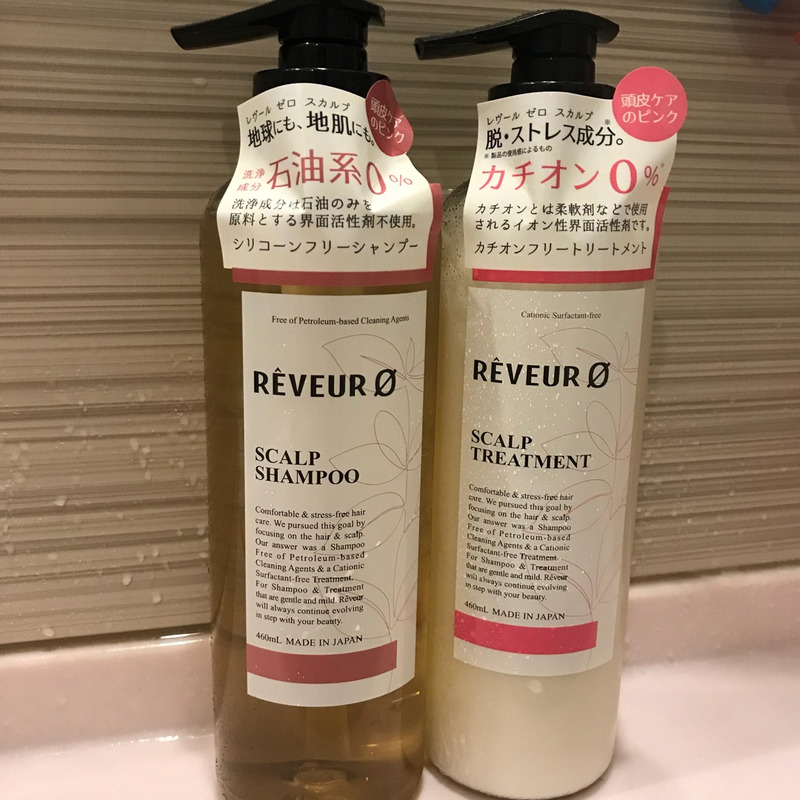 レヴール ゼロ スカルプ
地球にも、地肌にも。
頭皮ケア
のピンク
洗浄
成分
石油系0%
洗浄成分は石油のみを
原料とする界面活性剤不使用。
シリコーンフリーシャンプー
Free of Petroleum-based Cleaning Agents
RÊVEUR Ø
SCALP
SHAMPOO
Comfortable & stress-free hair
care. We pursued this goal by
focusing on the hair & scalp.
Our answer was a Shampoo
Free of Petroleum-based
Cleaning Agents & a Cationic
Surfactant-free Treatment.
For Shampoo & Treatment
that are gentle and mild. Rêveur
will always continue evolving
in step with your beauty.
460mL MADE IN JAPAN
レヴール ゼロ スカルプ
脱・ストレス成分。※
※製品の使用感によるもの
頭皮ケア
のピンク
カチオン0%※
カチオンとは柔軟剤などで使用
されるイオン性界面活性剤です。
カチオンフリートリートメント
Cationic Surfactant-free
RÊVEUR Ø
SCALP
TREATMENT
Comfortable & stress-free hair
care. We pursued this goal by
focusing on the hair & scalp.
Our answer was a Shampoo
Free of Petroleum-based
Cleaning Agents & a Cationic
Surfactant-free Treatment.
For Shampoo & Treatment
that are gentle and mild. Rêveur
will always continue evolving
in step with your beauty.
460mL MADE IN JAPAN